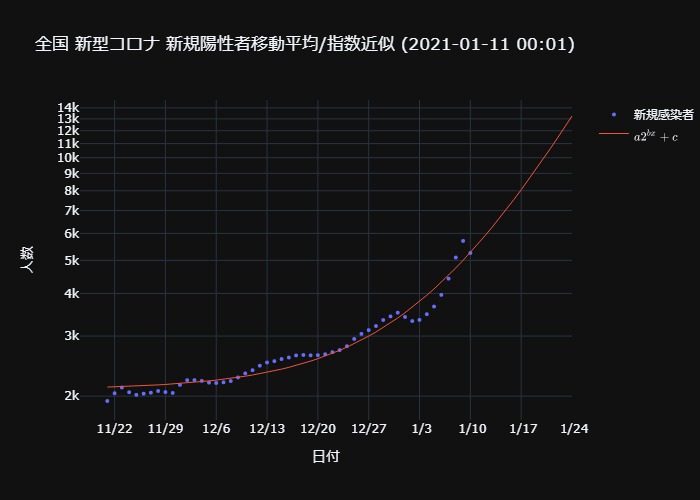 全国 新型コロナ 新規陽性者移動平均/指数近似 (2021-01-11 00:01)
新規感染者
a2^{bx} + c
人数
14k
13k
12k
11k
10k
9k
8k
7k
6k
5k
4k
3k
2k
11/22 11/29 12/6 12/13 12/20 12/27 1/3 1/10 1/17 1/24
日付